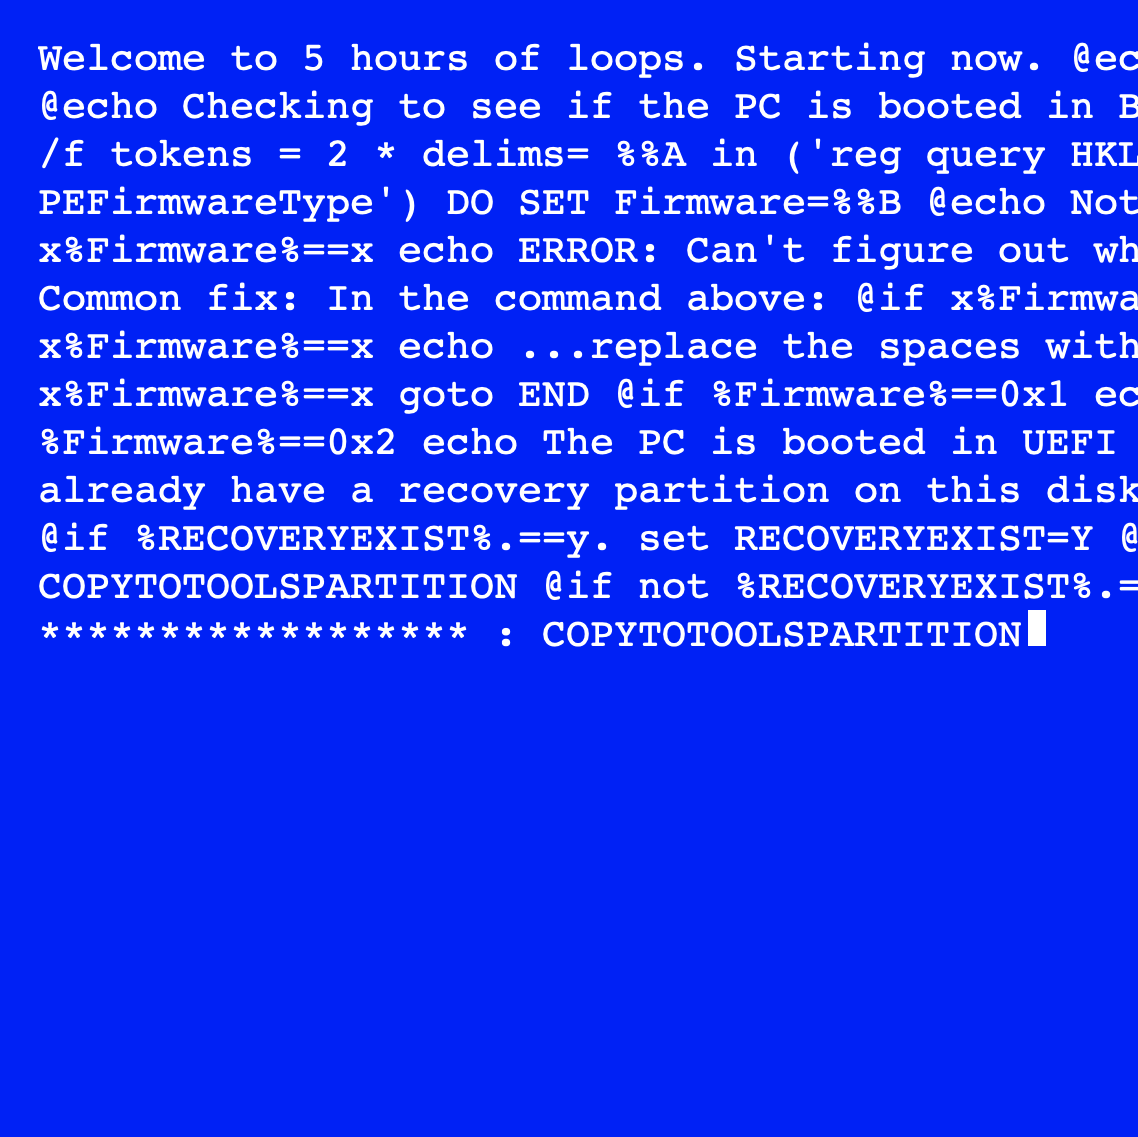 Welcome to 5 hours of loops. Starting now. @ec
@echo Checking to see if the PC is booted in B
/f tokens = 2 * delims= %%A in ('reg query HKL
PEFirmwareType') DO SET Firmware=%%B @echo Not
x%Firmware%==x echo ERROR: Can't figure out wh
Common fix: In the command above: @if x%Firmwa
x%Firmware%==x echo ...replace the spaces with
x%Firmware%==x goto END @if %Firmware%==0x1 ec
%Firmware%==0x2 echo The PC is booted in UEFI
already have a recovery partition on this disk
@if %RECOVERYEXIST%.==y. set RECOVERYEXIST=Y @
COPYTOTOOLSPARTITION @if not %RECOVERYEXIST%.=
****************** : COPYTOTOOLSPARTITION